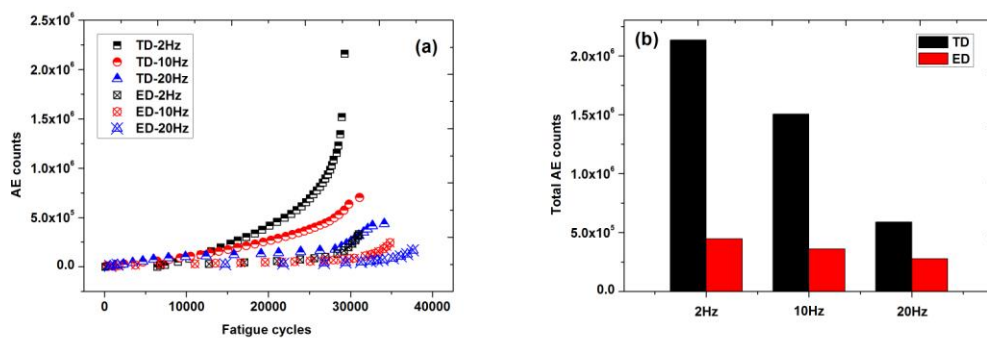 (a)
TD-2Hz
TD-10Hz
TD-20Hz
ED-2Hz
ED-10Hz
ED-20Hz
2.5x10⁶
2.0x10⁶
1.5x10⁶
1.0x10⁶
5.0x10⁵
0.0
AE counts
0
10000
20000
30000
40000
Fatigue cycles
(b)
TD
ED
2.0x10⁶
1.5x10⁶
1.0x10⁶
5.0x10⁵
0.0
Total AE counts
2Hz
10Hz
20Hz